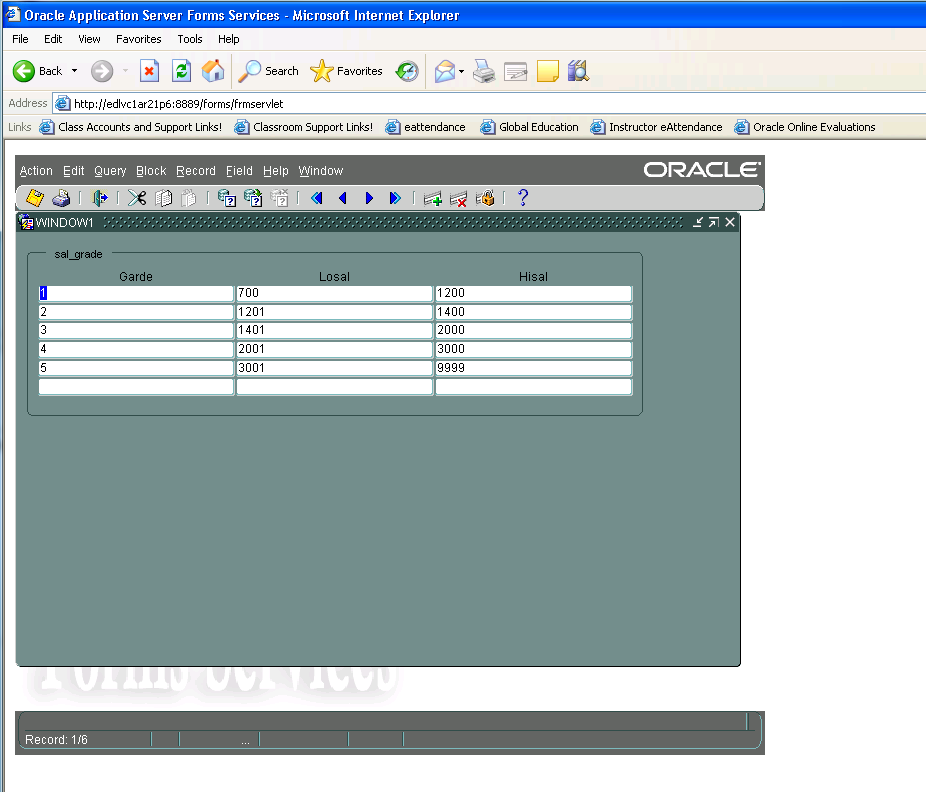 Oracle Application Server Forms Services - Microsoft Internet Explorer
File Edit View Favorites Tools Help
Back Search Favorites
Address http://edlvc1ar21p6:8889/forms/frmservlet
Links Class Accounts and Support Links! Classroom Support Links! eattendance Global Education Instructor eAttendance Oracle Online Evaluations
Action Edit Query Block Record Field Help Window ORACLE
WINDOW1
sal_grade
Garde Losal Hisal
1 700 1200
2 1201 1400
3 1401 2000
4 2001 3000
5 3001 9999
Forms Services
Record: 1/6 ...